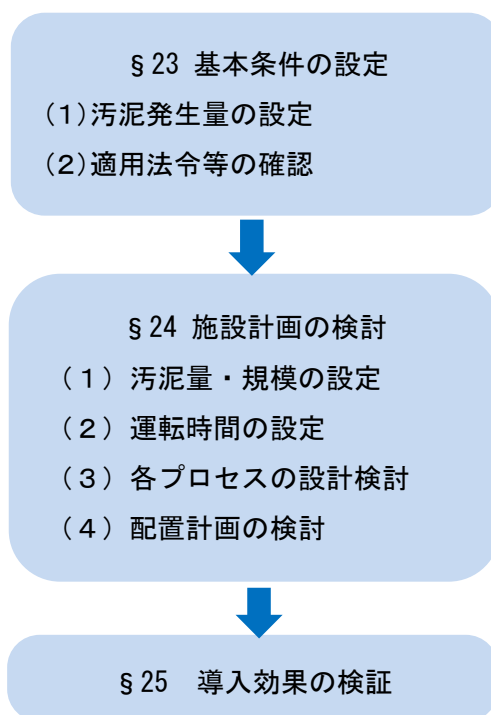 §23 基本条件の設定
(1)汚泥発生量の設定
(2)適用法令等の確認
§24 施設計画の検討
（１）汚泥量・規模の設定
（２）運転時間の設定
（３）各プロセスの設計検討
（４）配置計画の検討
§25　導入効果の検証